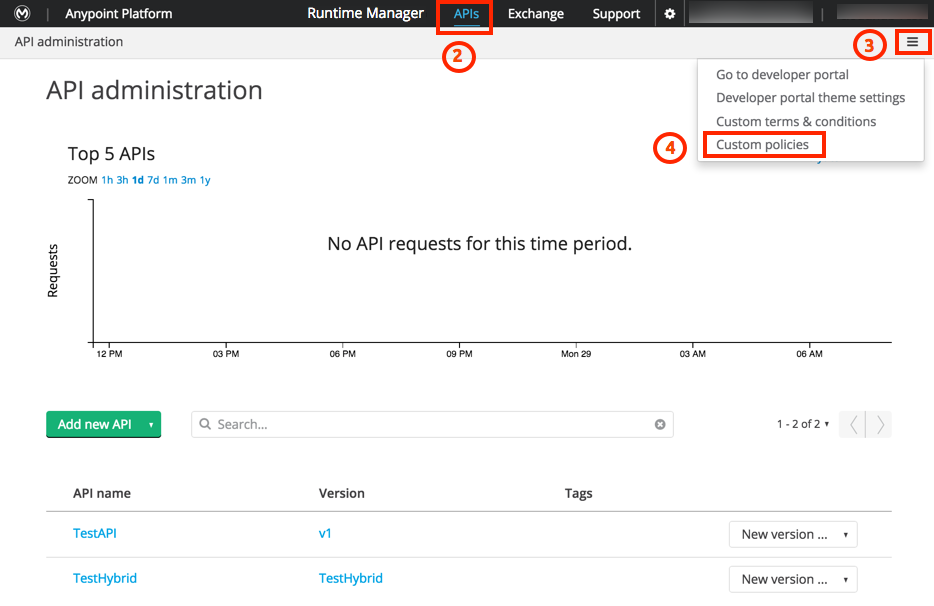 Anypoint Platform
Runtime Manager APIs Exchange Support
2
API administration
3
API administration
Go to developer portal
Developer portal theme settings
Custom terms & conditions
4 Custom policies
Top 5 APIs
ZOOM 1h 3h 1d 7d 1m 3m 1y
No API requests for this time period.
Requests
12 PM 03 PM 06 PM 09 PM Mon 29 03 AM 06 AM
Add new API
Search...
1 - 2 of 2
API name Version Tags
TestAPI v1 New version ...
TestHybrid TestHybrid New version ...